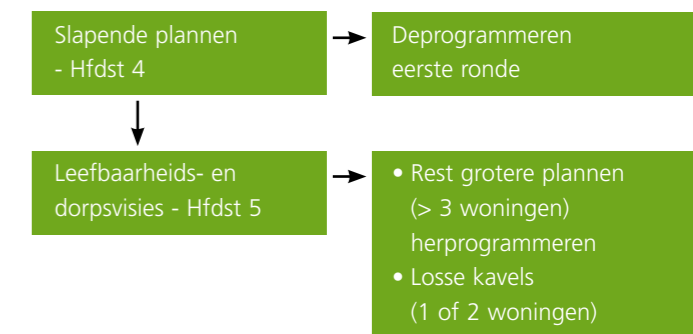 Slapende plannen
- Hfdst 4
Deprogrammeren
eerste ronde
Leefbaarheids- en
dorpsvisies - Hfdst 5
• Rest grotere plannen
(> 3 woningen)
herprogrammeren
• Losse kavels
(1 of 2 woningen)